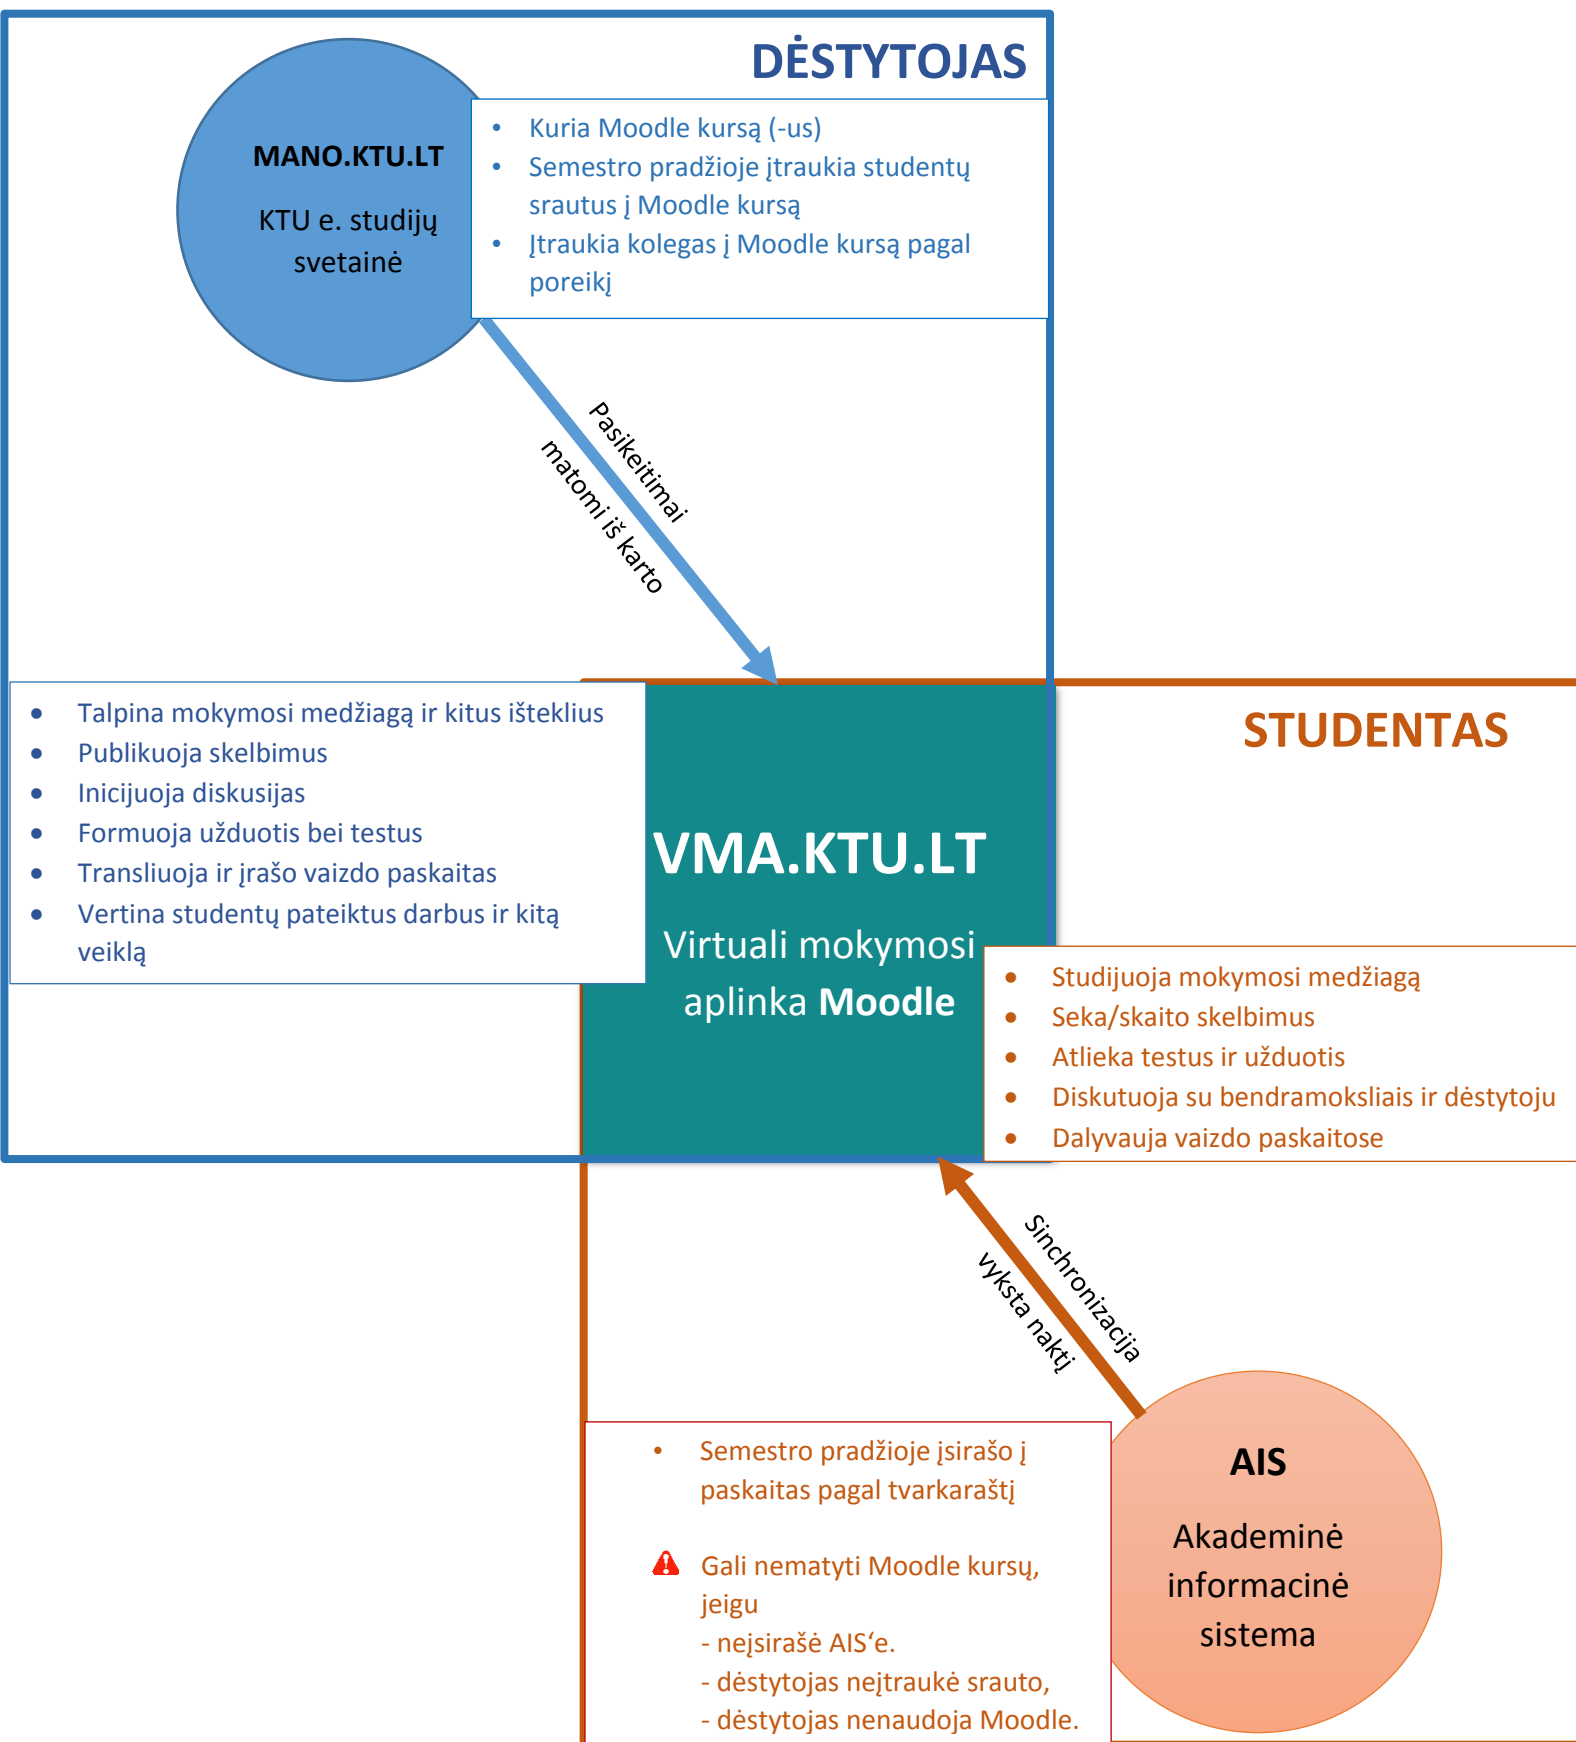 DĖSTYTOJAS
MANO.KTU.LT
KTU e. studijų
svetainė
• Kuria Moodle kursą (-us)
• Semestro pradžioje įtraukia studentų
srautus į Moodle kursą
• Įtraukia kolegas į Moodle kursą pagal
poreikį
Pasikeitimai
matomi iš karto
• Talpina mokymosi medžiagą ir kitus išteklius
• Publikuoja skelbimus
• Inicijuoja diskusijas
• Formuoja užduotis bei testus
• Transliuoja ir įrašo vaizdo paskaitas
• Vertina studentų pateiktus darbus ir kitą
veiklą
STUDENTAS
VMA.KTU.LT
Virtuali mokymosi
aplinka Moodle
• Studijuoja mokymosi medžiagą
• Seka/skaito skelbimus
• Atlieka testus ir užduotis
• Diskutuoja su bendramoksliais ir dėstytoju
• Dalyvauja vaizdo paskaitose
Sinchronizacija
vyksta naktį
• Semestro pradžioje įsirašo į
paskaitas pagal tvarkaraštį
Gali nematyti Moodle kursų,
jeigu
- neįsirašė AIS‘e.
- dėstytojas neįtraukė srauto,
- dėstytojas nenaudoja Moodle.
AIS
Akademinė
informacinė
sistema